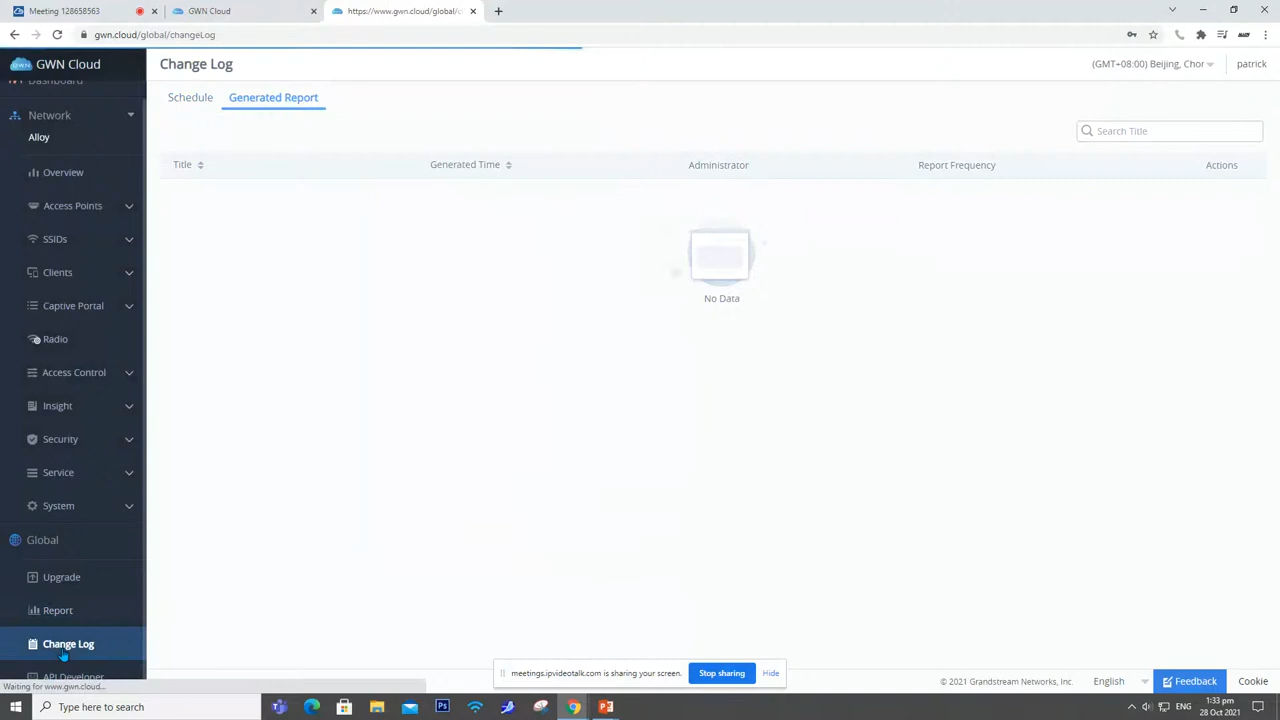 Meeting 128658563
GWN Cloud
https://www.gwn.cloud/global/c
gwn.cloud/global/changeLog
GWN Cloud
Change Log
(GMT+08:00) Beijing, Chor
patrick
Dashboard
Network
Alloy
Overview
Access Points
SSIDs
Clients
Captive Portal
Radio
Access Control
Insight
Security
Service
System
Global
Upgrade
Report
Change Log
API Developer
Schedule
Generated Report
Search Title
Title
Generated Time
Administrator
Report Frequency
Actions
No Data
Waiting for www.gwn.cloud...
meetings.ipvideotalk.com is sharing your screen.
Stop sharing
Hide
© 2021 Grandstream Networks, Inc.
English
Feedback
Cookie
Type here to search
ENG
1:33 pm
28 Oct 2021